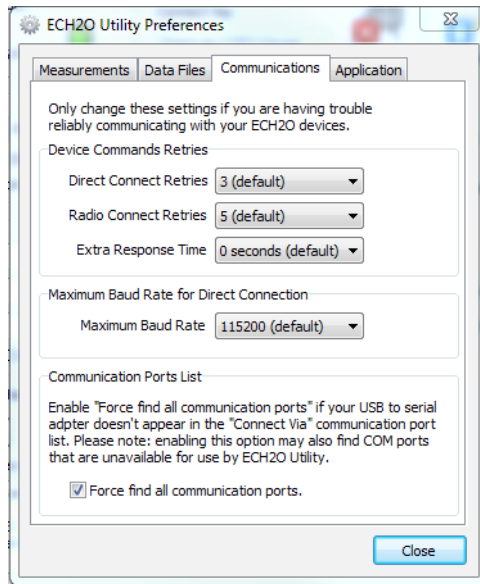 ECH2O Utility Preferences
Measurements Data Files Communications Application
Only change these settings if you are having trouble
reliably communicating with your ECH2O devices.
Device Commands Retries
Direct Connect Retries 3 (default)
Radio Connect Retries 5 (default)
Extra Response Time 0 seconds (default)
Maximum Baud Rate for Direct Connection
Maximum Baud Rate 115200 (default)
Communication Ports List
Enable "Force find all communication ports" if your USB to serial
adpter doesn't appear in the "Connect Via" communication port
list. Please note: enabling this option may also find COM ports
that are unavailable for use by ECH2O Utility.
Force find all communication ports.
Close